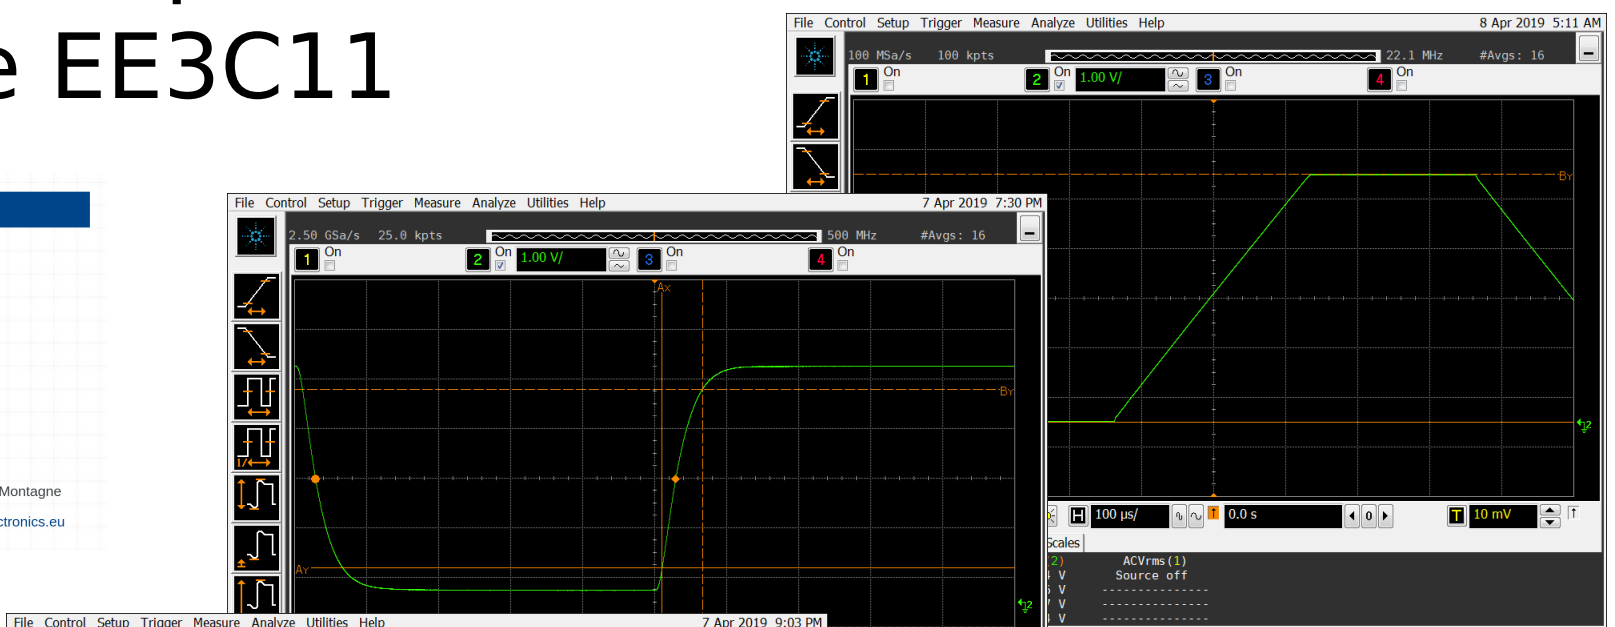 e EE3C11
Montagne
ctronics.eu
File Control Setup Trigger Measure Analyze Utilities Help 8 Apr 2019 5:11 AM
100 MSa/s 100 kpts 22.1 MHz #Avgs: 16
1 On 2 On 1.00 V/ 3 On 4 On
BY
2
H 100 µs/ 0.0 s 0 T 10 mV
Scales
2) ACVrms(1)
V Source off
V ---------------
V ---------------
V ---------------
File Control Setup Trigger Measure Analyze Utilities Help 7 Apr 2019 7:30 PM
2.50 GSa/s 25.0 kpts 500 MHz #Avgs: 16
1 On 2 On 1.00 V/ 3 On 4 On
AX
BY
1/
AY
2
File Control Setup Trigger Measure Analyze Utilities Help 7 Apr 2019 9:03 PM